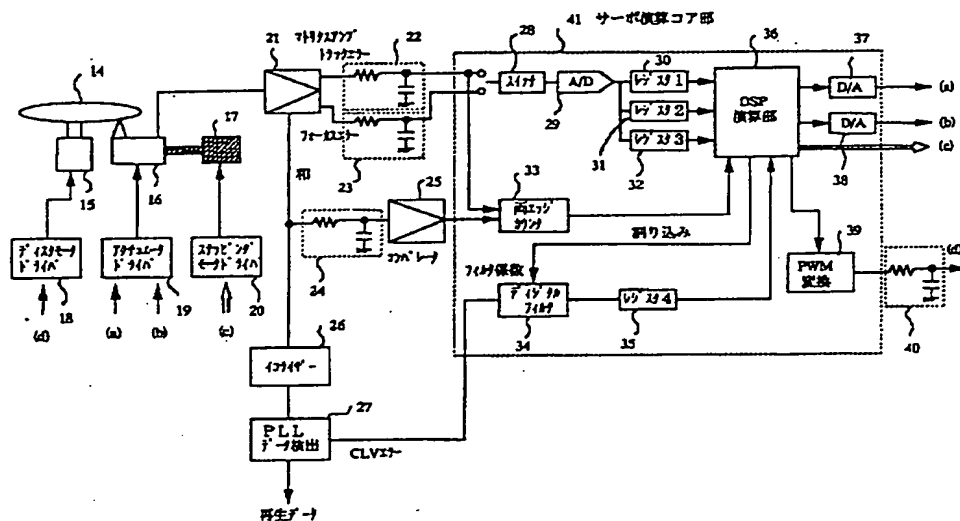 41 サーボ演算コア部
14
21
マトリクスアンプ
トラックエラー
22
28
スイッチ
A/D
29
30
レジスタ1
レジスタ2
31
レジスタ3
32
36
DSP
演算部
37
D/A
(a)
D/A
(b)
38
(c)
17
15
16
フォーカスエラー
23
和
25
コンパレータ
33
両エッジ
カウンタ
割り込み
24
39
PWM
変換
(d)
40
ディスクモータ
ドライバ
アクチュエータ
ドライバ
ステッピング
モータドライバ
18
19
20
(d)
(a)
(b)
(c)
フィルタ係数
ディジタル
フィルタ
34
レジスタ4
35
26
イコライザー
27
PLL
データ検出
CLVエラー
再生データ